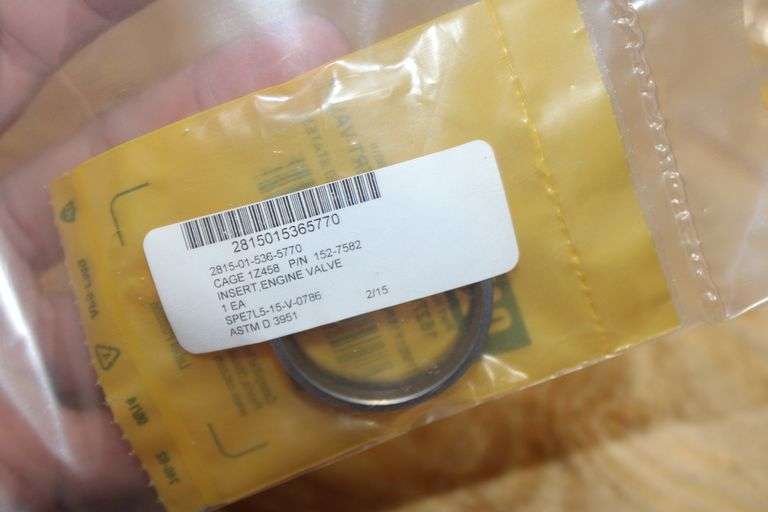 2815015365770
2815-01-536-5770
CAGE 1Z458 P/N 152-7582
INSERT,ENGINE VALVE
1 EA
SPE7L5-15-V-0786 2/15
ASTM D 3951